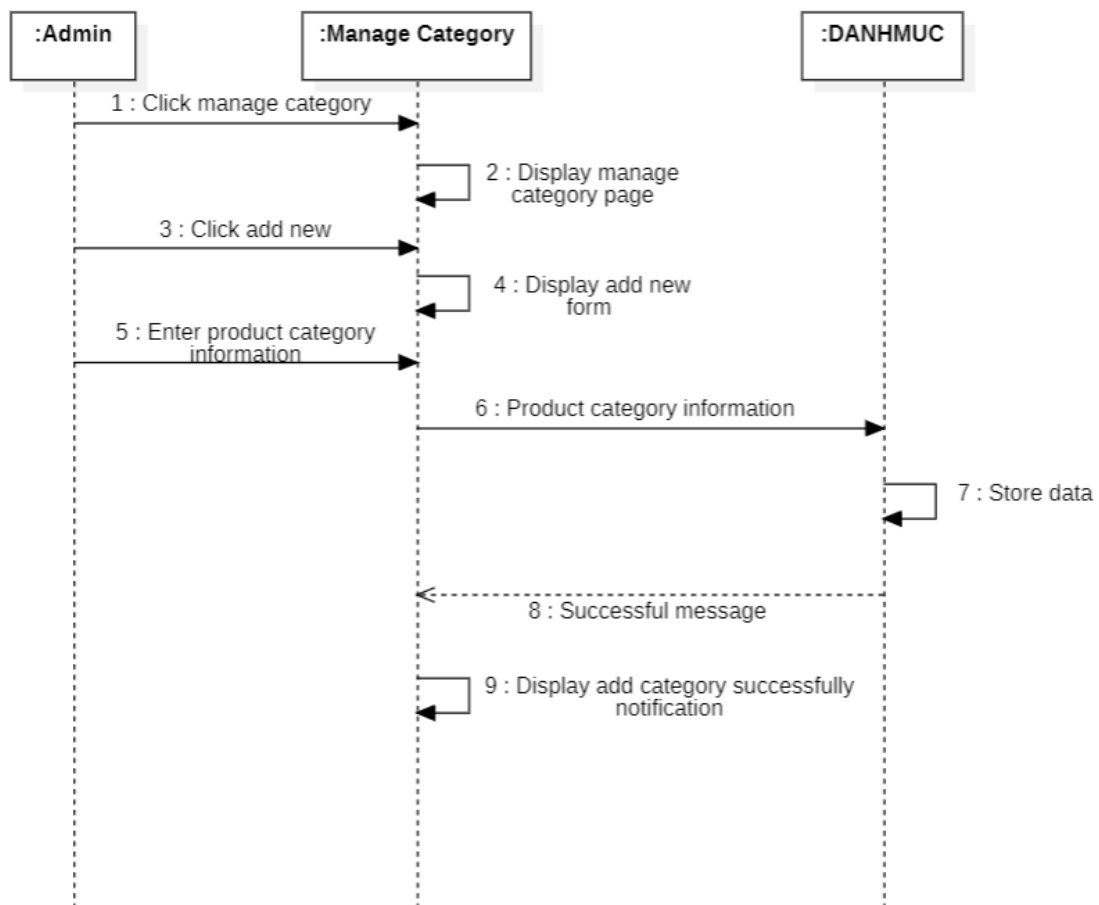 :Admin
:Manage Category
:DANHMUC
1 : Click manage category
2 : Display manage
category page
3 : Click add new
4 : Display add new
form
5 : Enter product category
information
6 : Product category information
7 : Store data
8 : Successful message
9 : Display add category successfully
notification